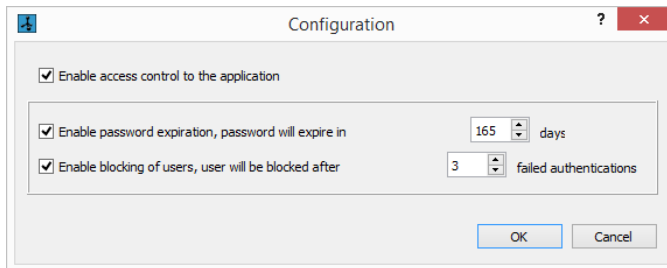 Configuration
?
Enable access control to the application
Enable password expiration, password will expire in 165 days
Enable blocking of users, user will be blocked after 3 failed authentications
OK Cancel